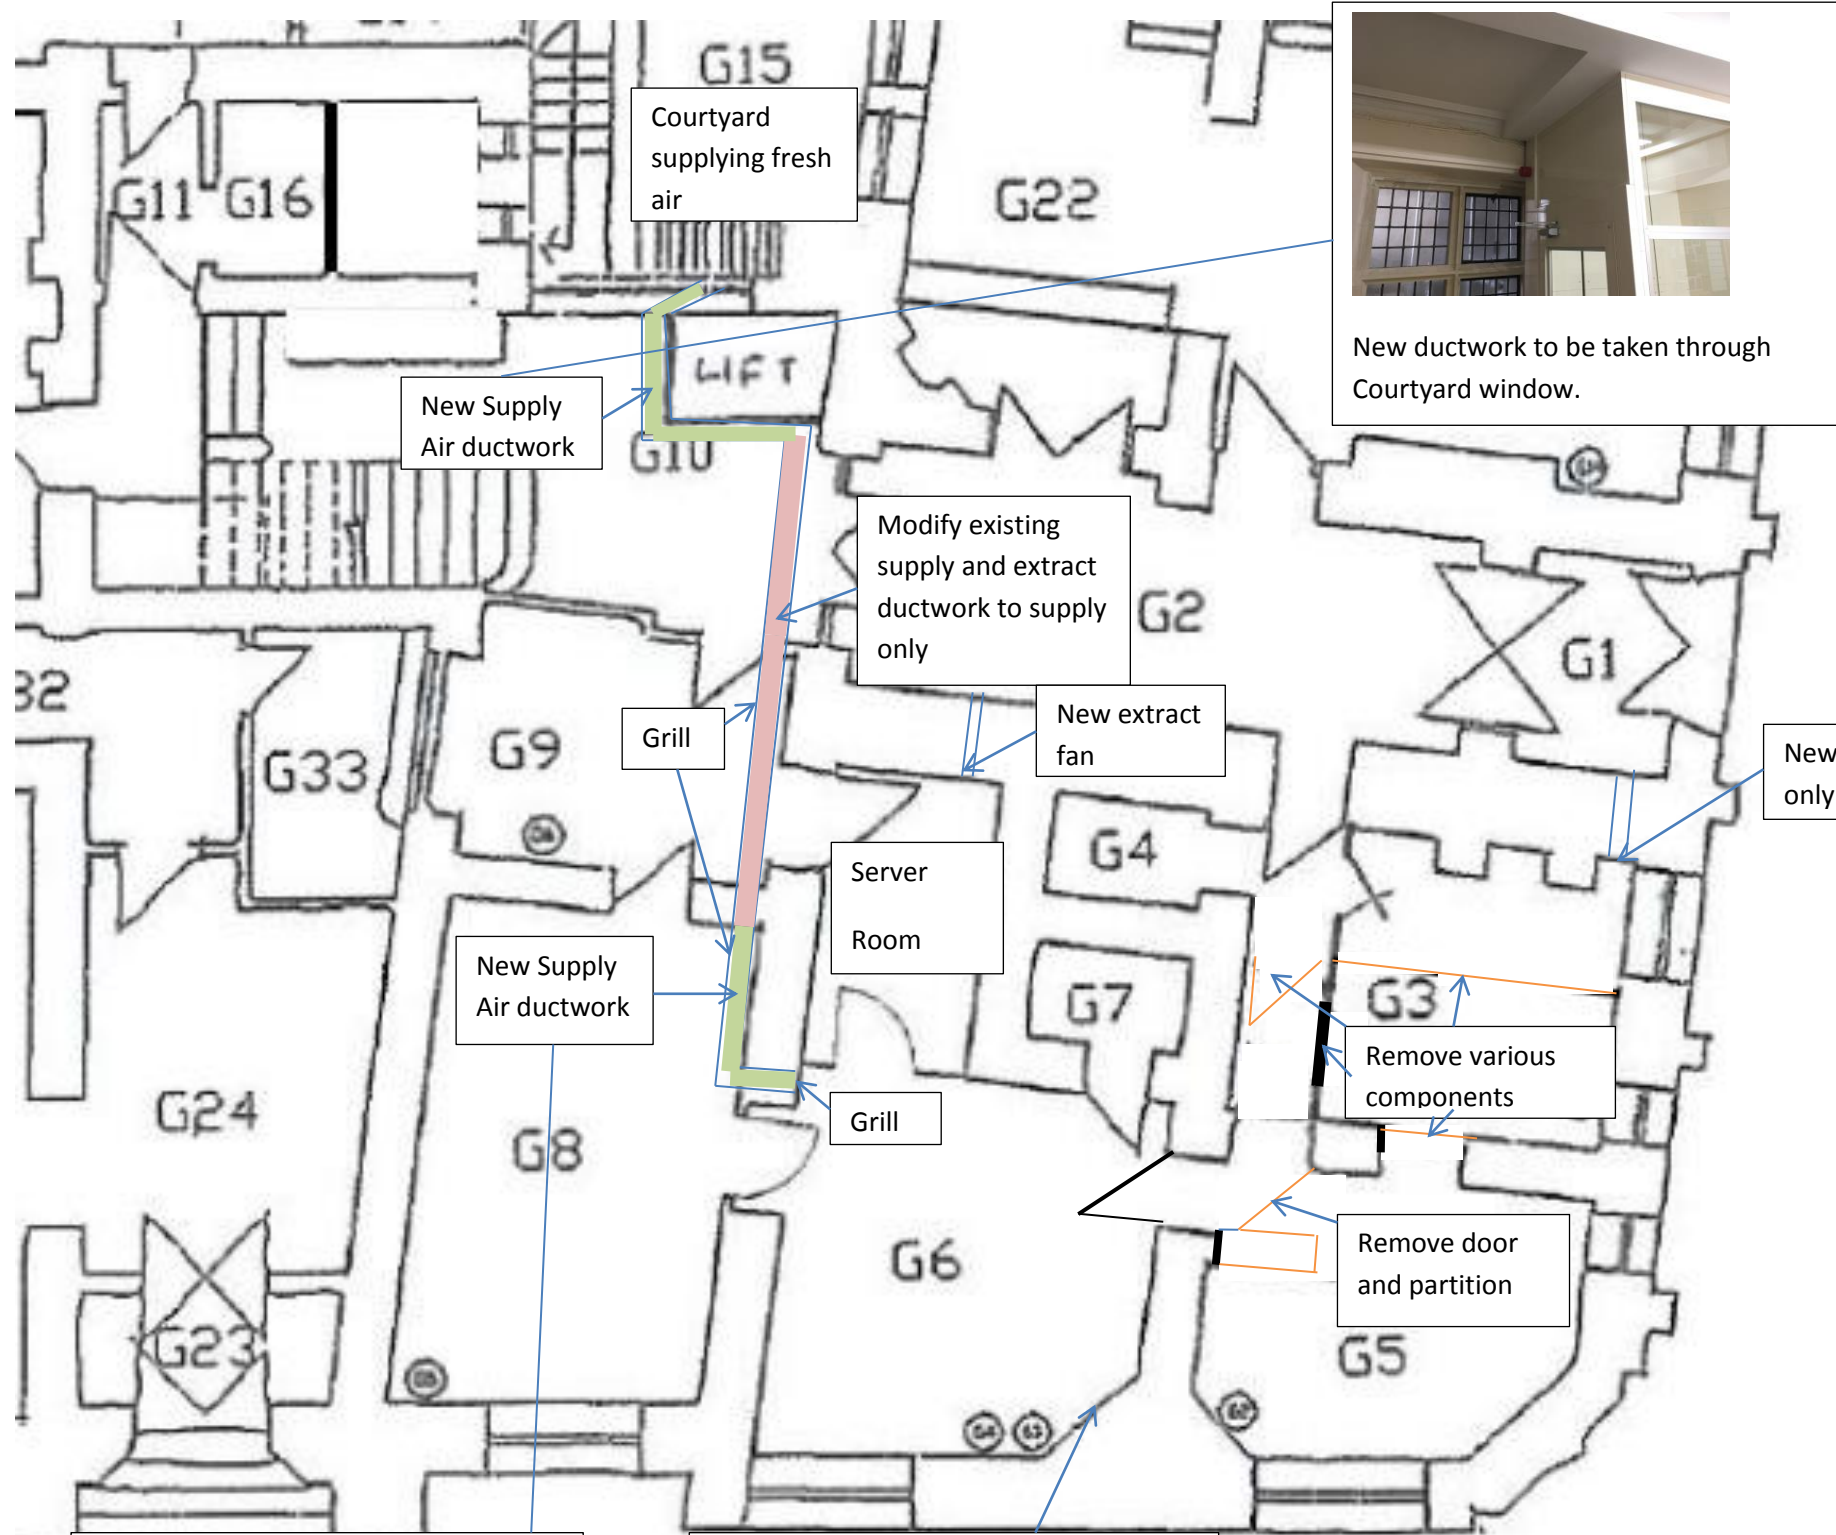 G15
Courtyard
supplying fresh
air
G11
G16
G22
New ductwork to be taken through
Courtyard window.
LIFT
New Supply
Air ductwork
G10
Modify existing
supply and extract
ductwork to supply
only
G2
G1
32
G33
G9
Grill
New extract
fan
New
only
G4
Server
Room
New Supply
Air ductwork
G7
G3
Remove various
components
G24
G8
Grill
G6
Remove door
and partition
G23
G5